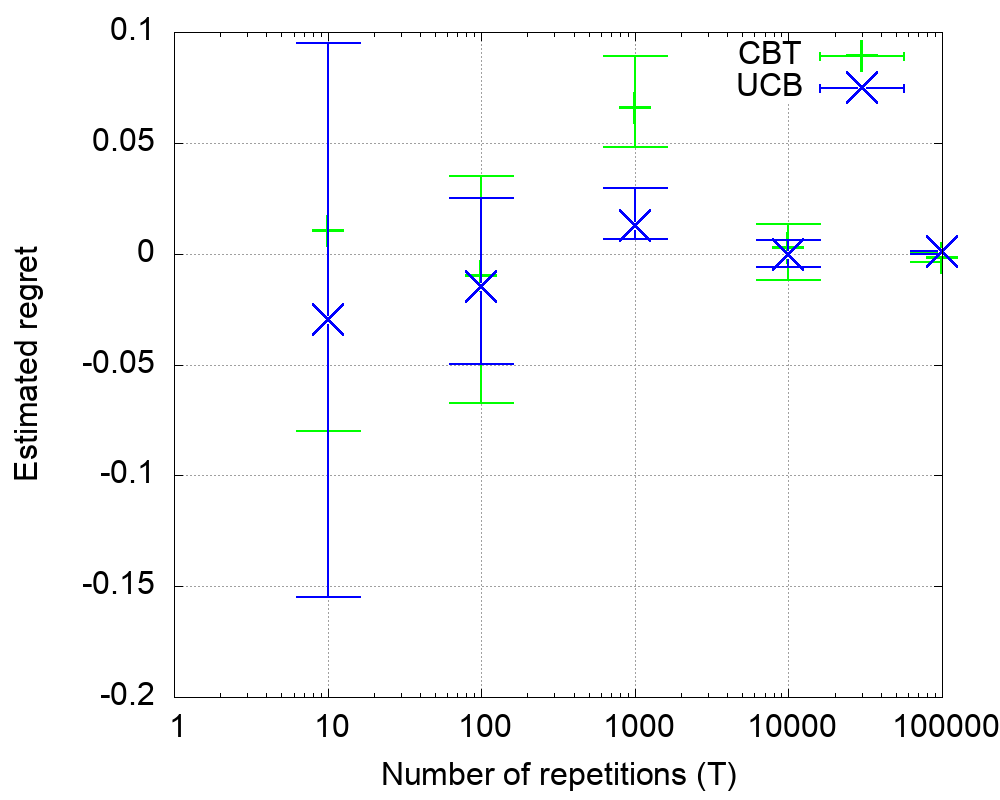 0.1
0.05
0
-0.05
-0.1
-0.15
-0.2
Estimated regret
CBT
UCB
1 10 100 1000 10000 100000
Number of repetitions (T)